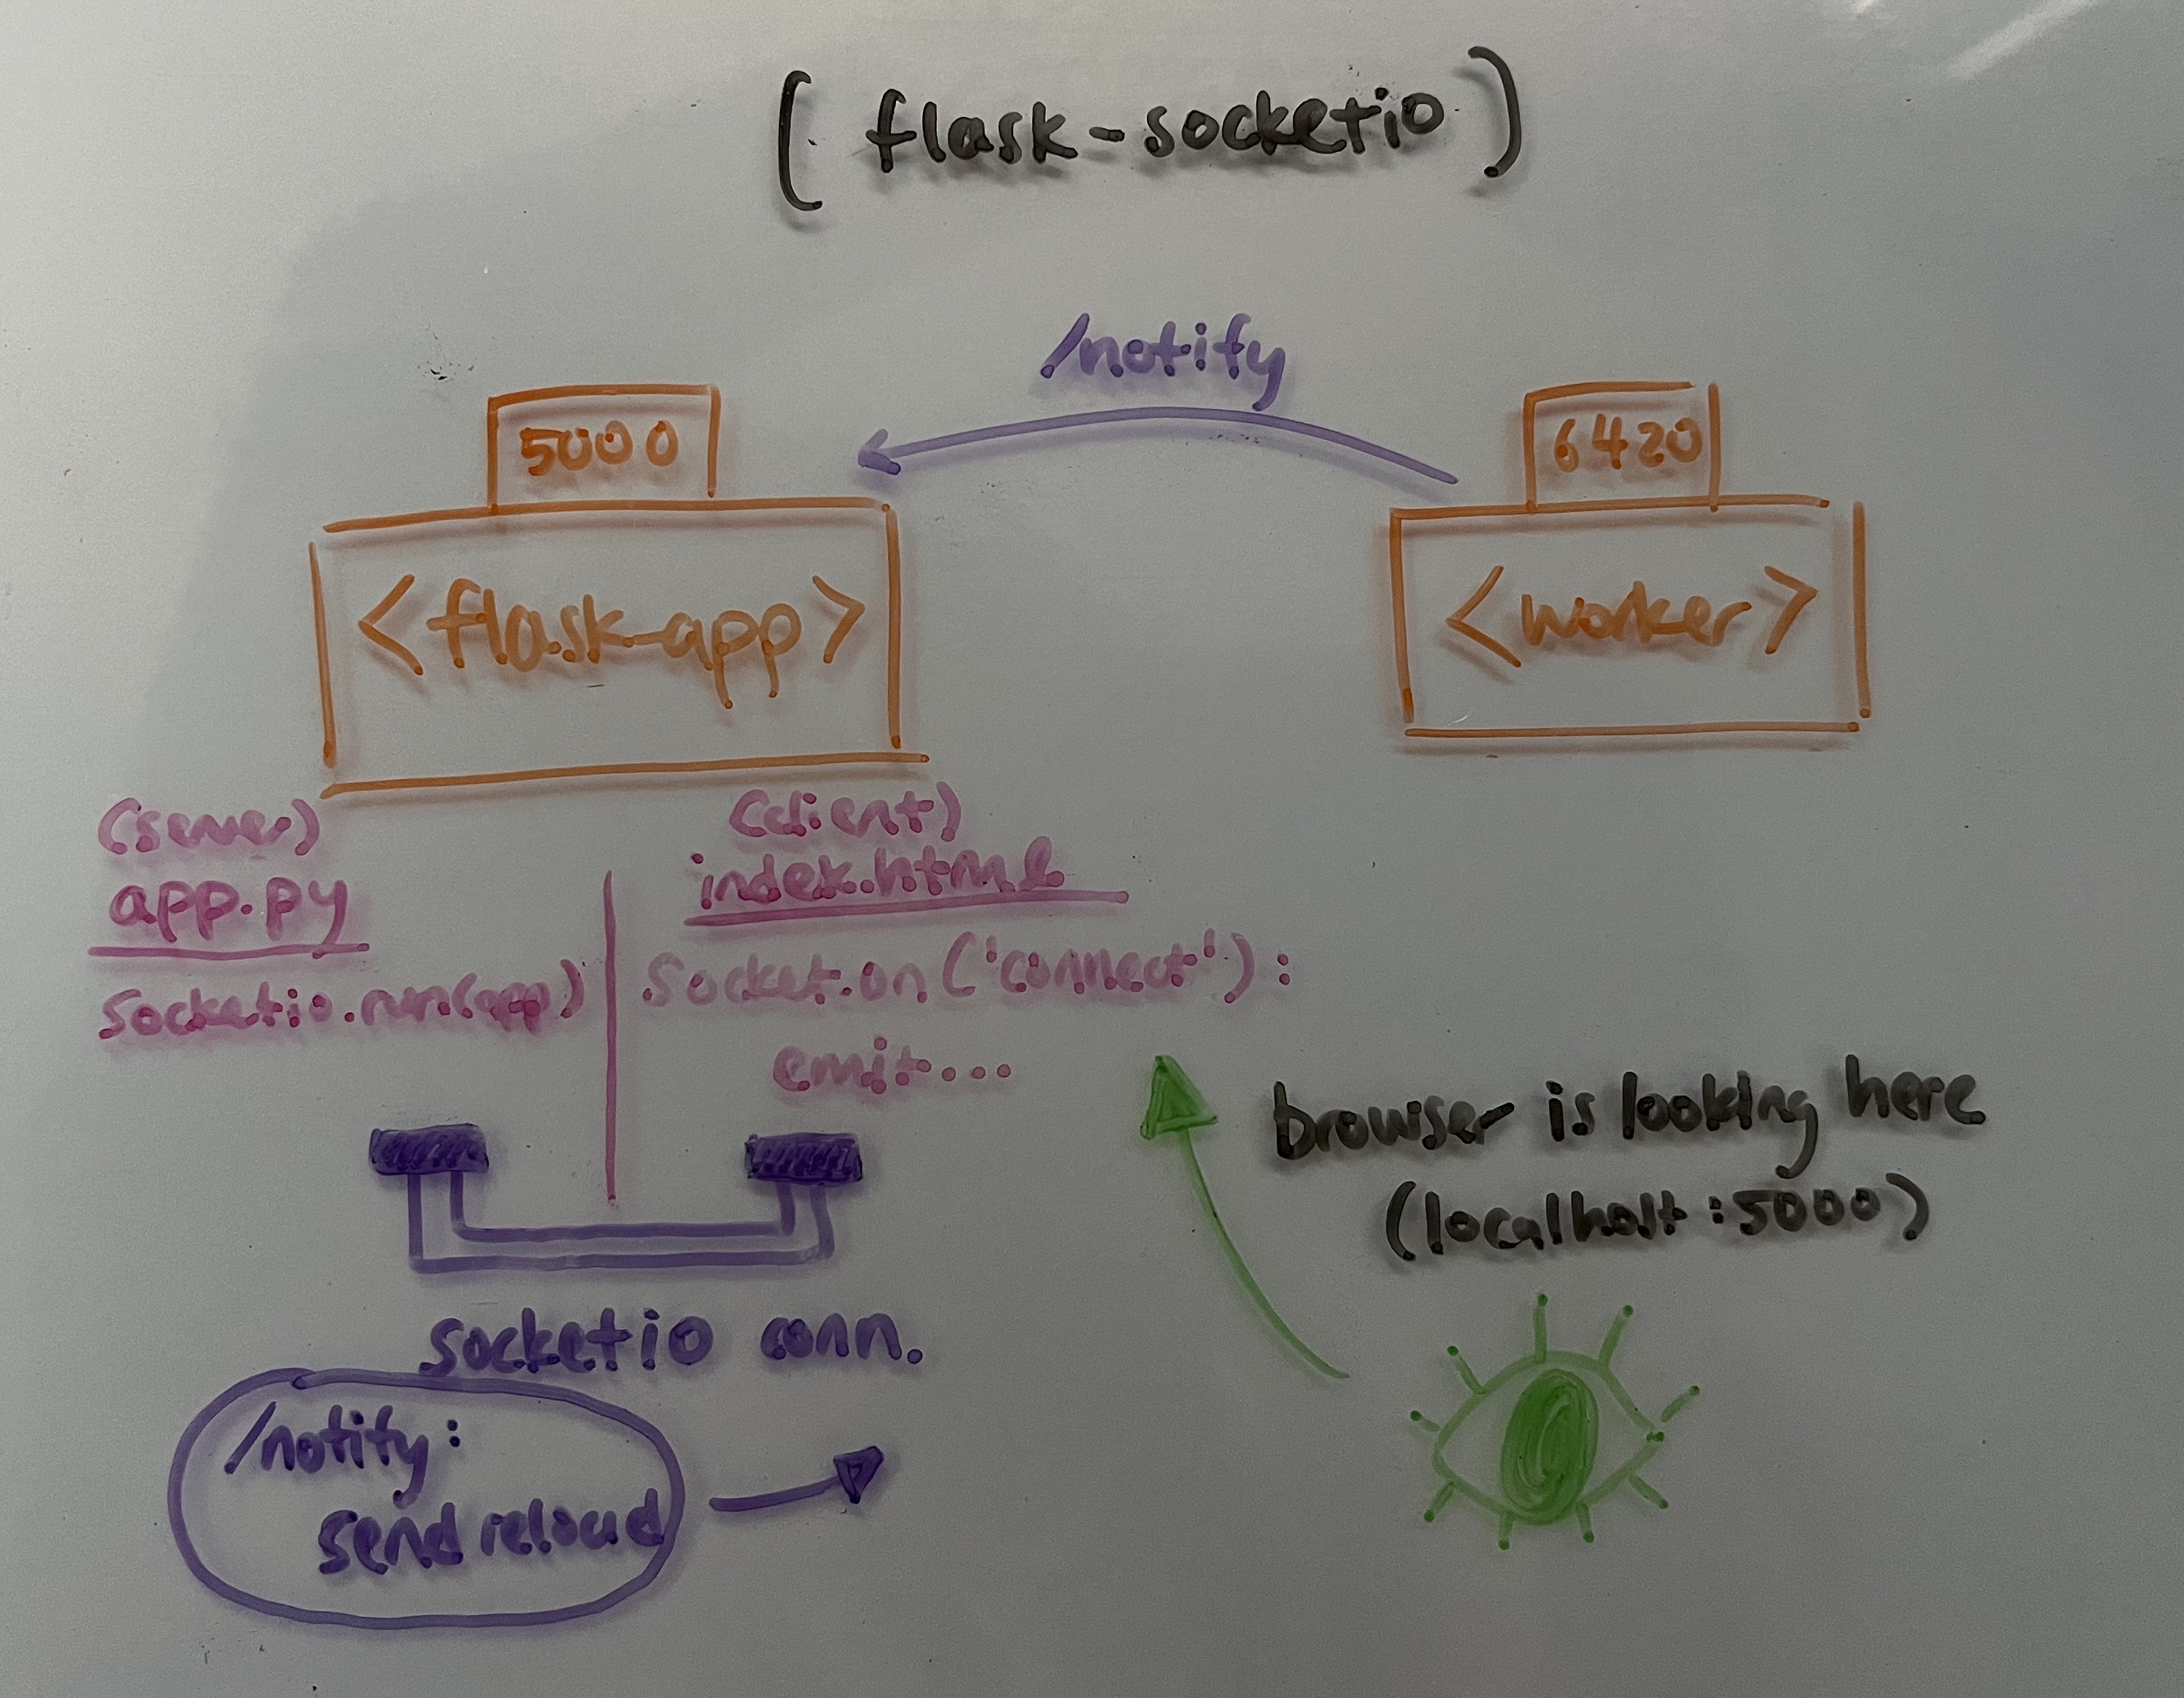 ( flask-socketio )
/notify
5000
<flask-app>
6420
<worker>
(server)
app.py
socketio.run(app)
(client)
index.html
socket.on('connect'):
emit...
socketio conn.
/notify:
send reload
browser is looking here
(localhost:5000)